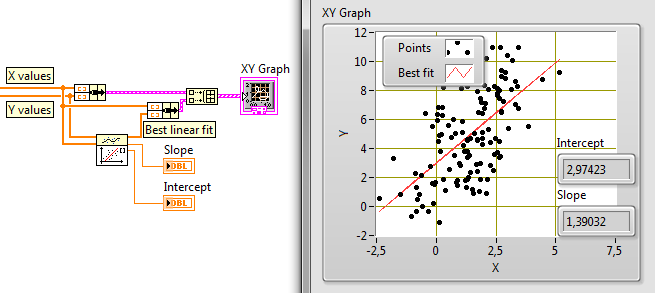 X values
Y values
XY Graph
Best linear fit
Slope
DBL
Intercept
DBL
XY Graph
Points
Best fit
12
10
8
6
4
2
0
-2
Y
-2,5
0
2,5
5
7,5
X
Intercept
2,97423
Slope
1,39032